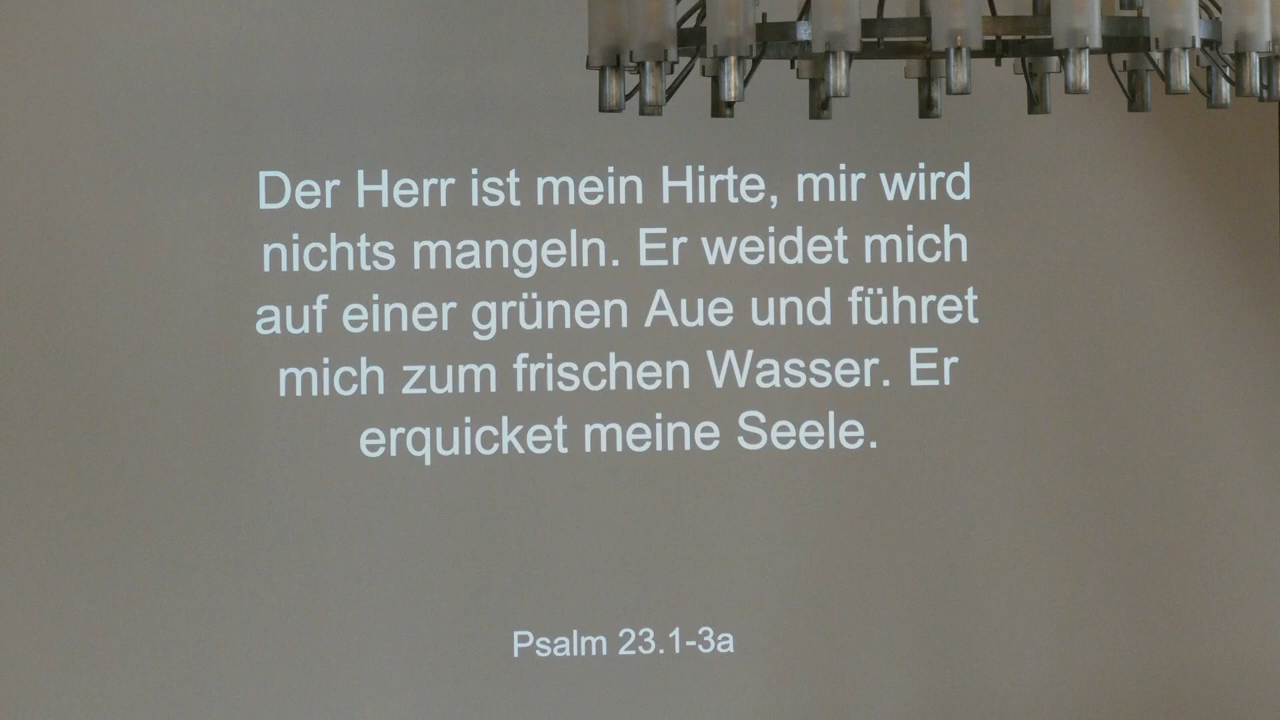 Der Herr ist mein Hirte, mir wird
nichts mangeln. Er weidet mich
auf einer grünen Aue und führet
mich zum frischen Wasser. Er
erquicket meine Seele.
Psalm 23.1-3a